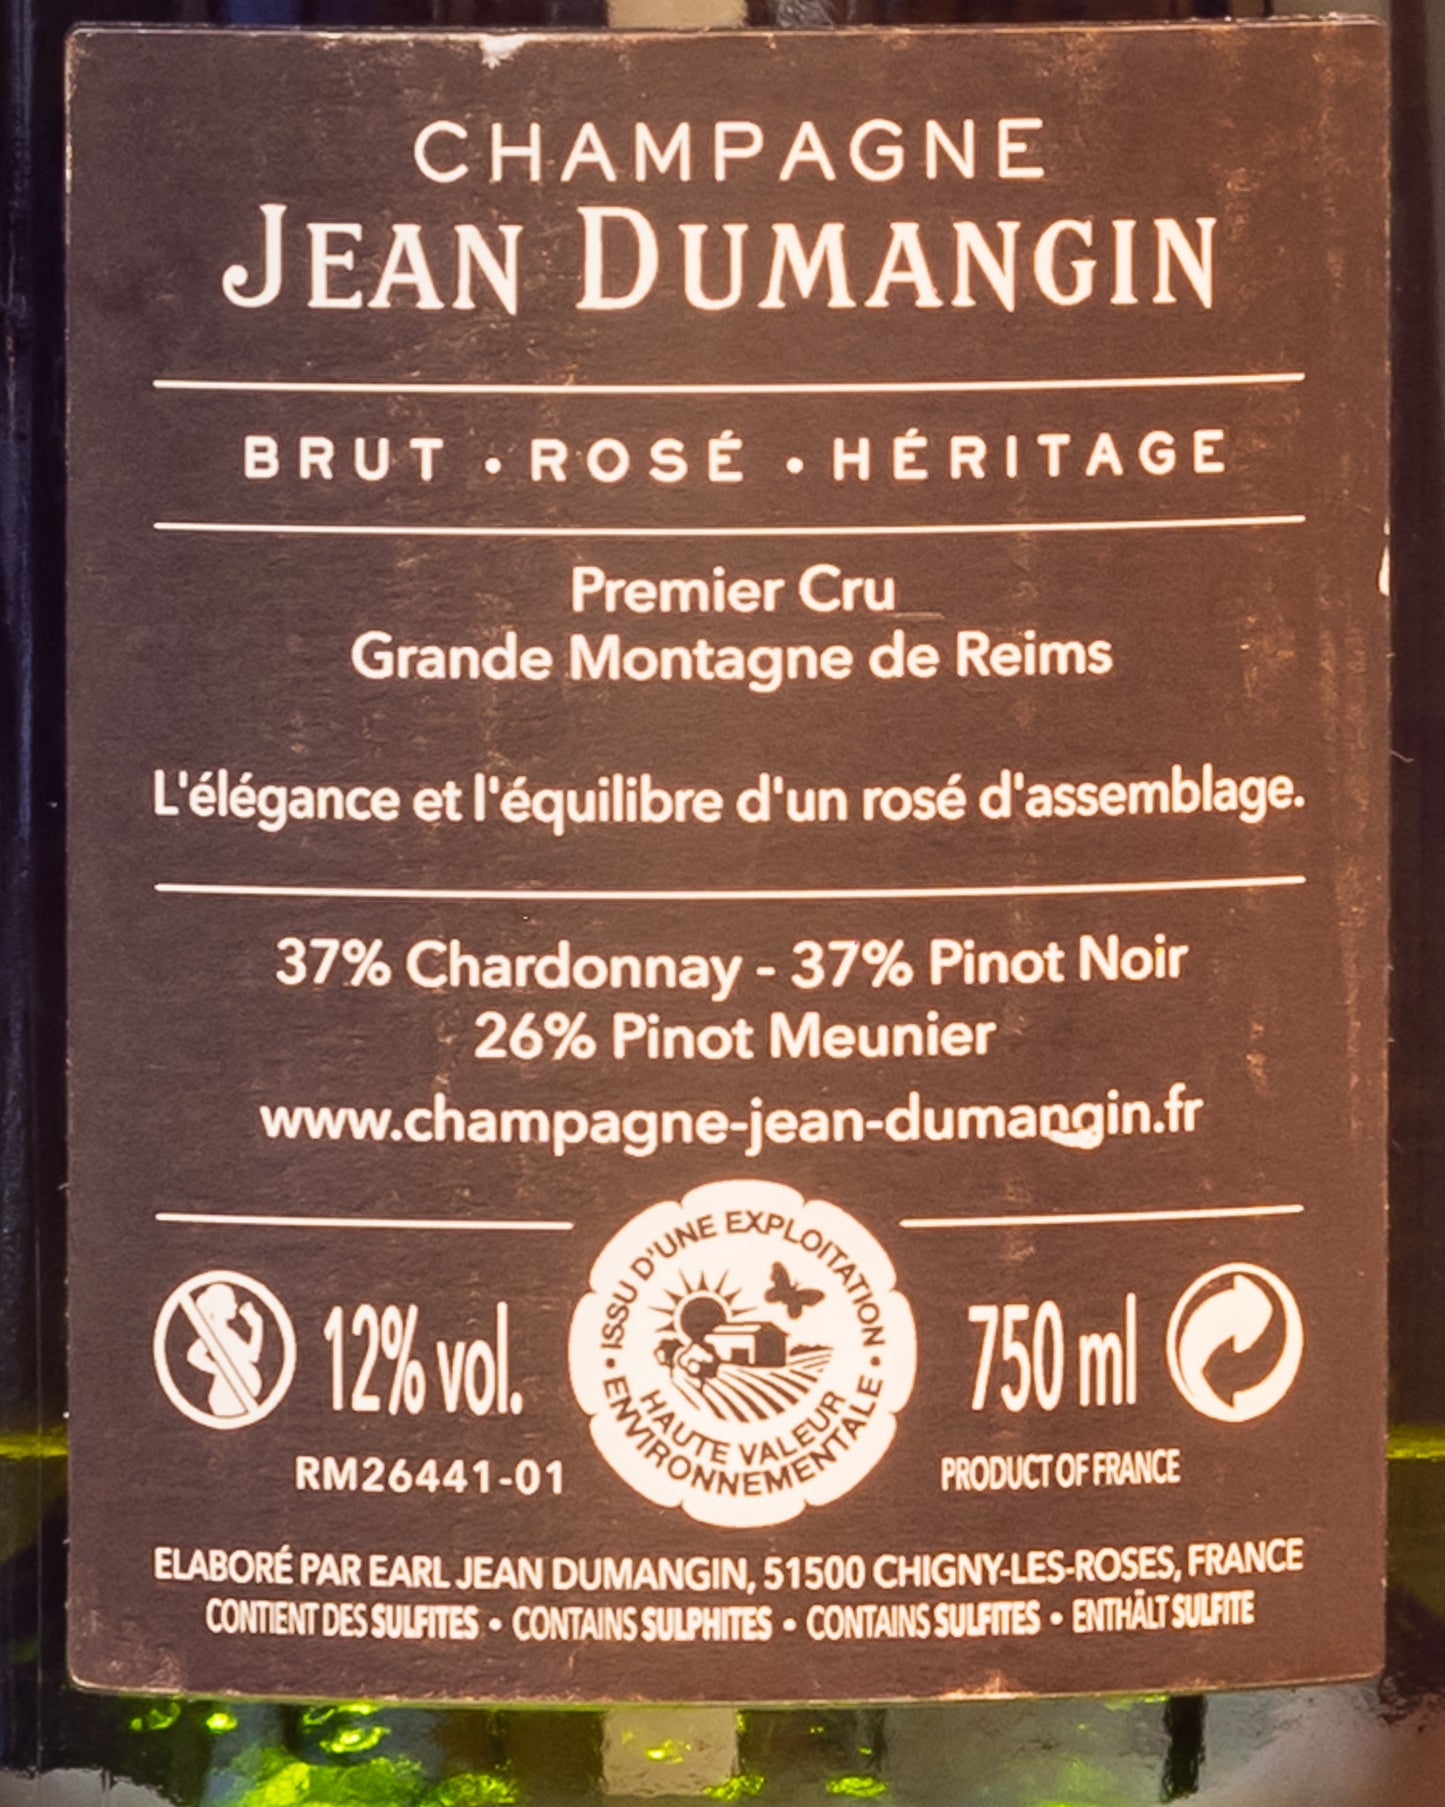 CHAMPAGNE
JEAN DUMANGIN
BRUT • ROSÉ • HÉRITAGE
Premier Cru
Grande Montagne de Reims
L'élégance et l'équilibre d'un rosé d'assemblage.
37% Chardonnay - 37% Pinot Noir
26% Pinot Meunier
www.champagne-jean-dumangin.fr
• ISSU D'UNE EXPLOITATION •
HAUTE VALEUR
ENVIRONNEMENTALE
12% vol.
750 ml
RM26441-01
PRODUCT OF FRANCE
ELABORÉ PAR EARL JEAN DUMANGIN, 51500 CHIGNY-LES-ROSES, FRANCE
CONTIENT DES SULFITES • CONTAINS SULPHITES • CONTAINS SULFITES • ENTHÄLT SULFITE